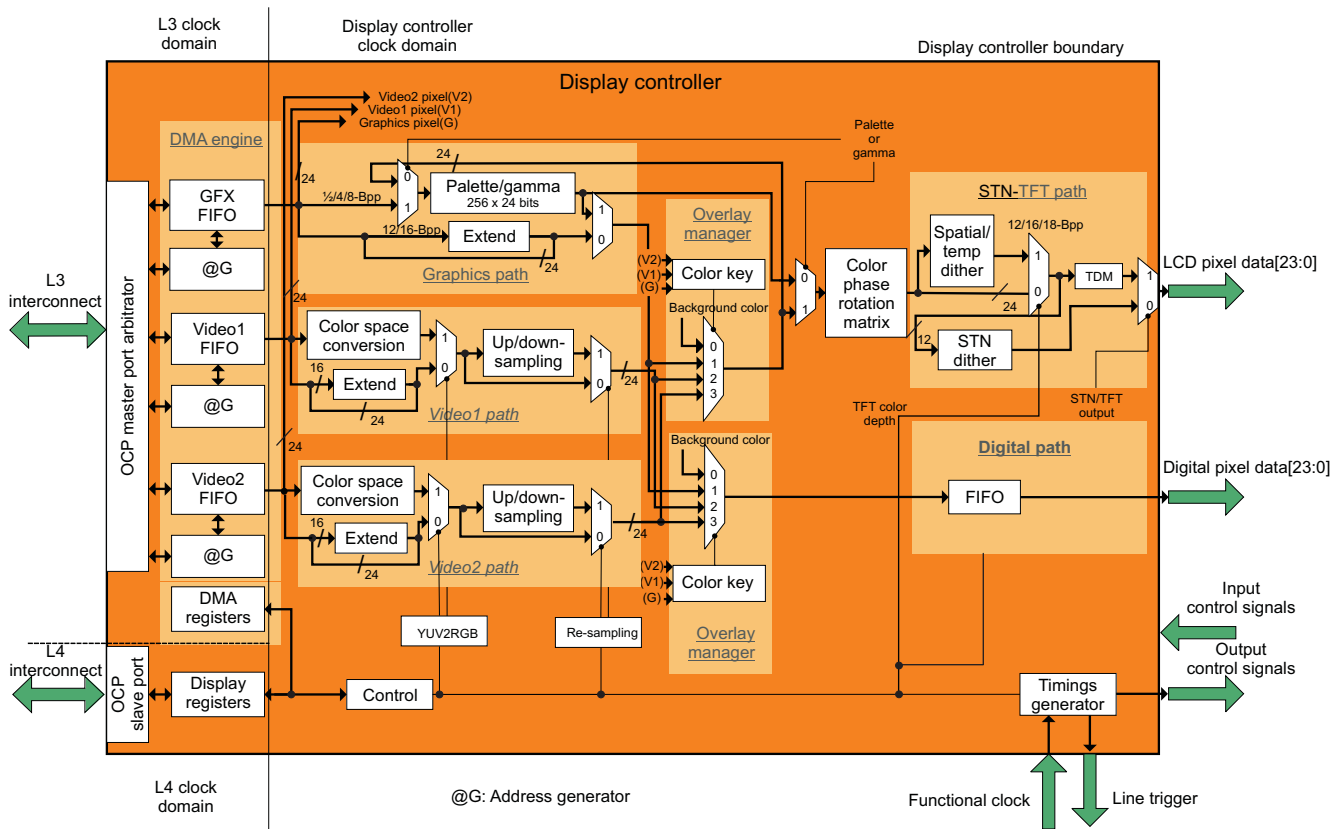 L3 clock
domain
Display controller
clock domain
Display controller boundary
Display controller
Video2 pixel(V2)
Video1 pixel(V1)
Graphics pixel(G)
DMA engine
24
24
Palette
or
gamma
GFX
FIFO
½/4/8-Bpp
0
1
Palette/gamma
256 x 24 bits
1
0
12/16-Bpp
Extend
24
Graphics path
@G
24
Overlay
manager
(V2)
(V1)
(G)
Color key
Background color
0
1
2
3
0
1
Color
phase
rotation
matrix
STN-TFT path
Spatial/
temp
dither
12/16/18-Bpp
1
0
24
TDM
1
0
12
STN
dither
LCD pixel data[23:0]
L3
interconnect
OCP master port arbitrator
Video1
FIFO
Color space
conversion
1
0
Up/down-
sampling
1
0
24
16
Extend
24
Video1 path
@G
24
TFT color
depth
STN/TFT
output
Background color
0
1
2
3
Digital path
FIFO
Digital pixel data[23:0]
Video2
FIFO
Color space
conversion
1
0
Up/down-
sampling
1
0
24
16
Extend
24
Video2 path
@G
(V2)
(V1)
(G)
Color key
Overlay
manager
DMA
registers
YUV2RGB
Re-sampling
Input
control signals
Output
control signals
L4
interconnect
OCP
slave port
Display
registers
Control
Timings
generator
L4 clock
domain
@G: Address generator
Functional clock
Line trigger